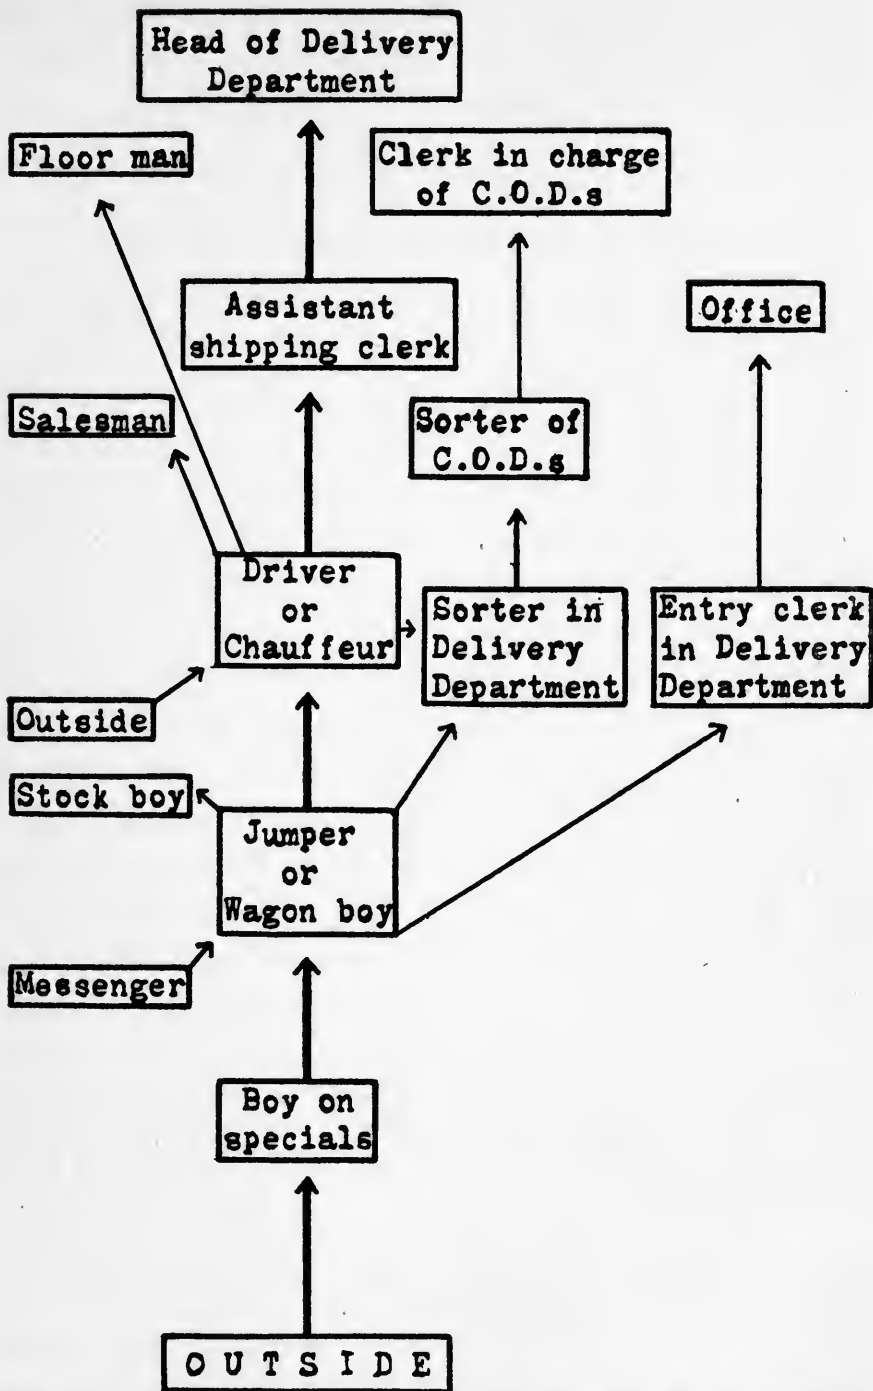 Head of Delivery
Department
Floor man
Clerk in charge
of C.O.D.s
Assistant
shipping clerk
Office
Salesman
Sorter of
C.O.D.s
Driver
or
Chauffeur
Sorter in
Delivery
Department
Entry clerk
in Delivery
Department
Outside
Stock boy
Jumper
or
Wagon boy
Messenger
Boy on
specials
OUTSIDE